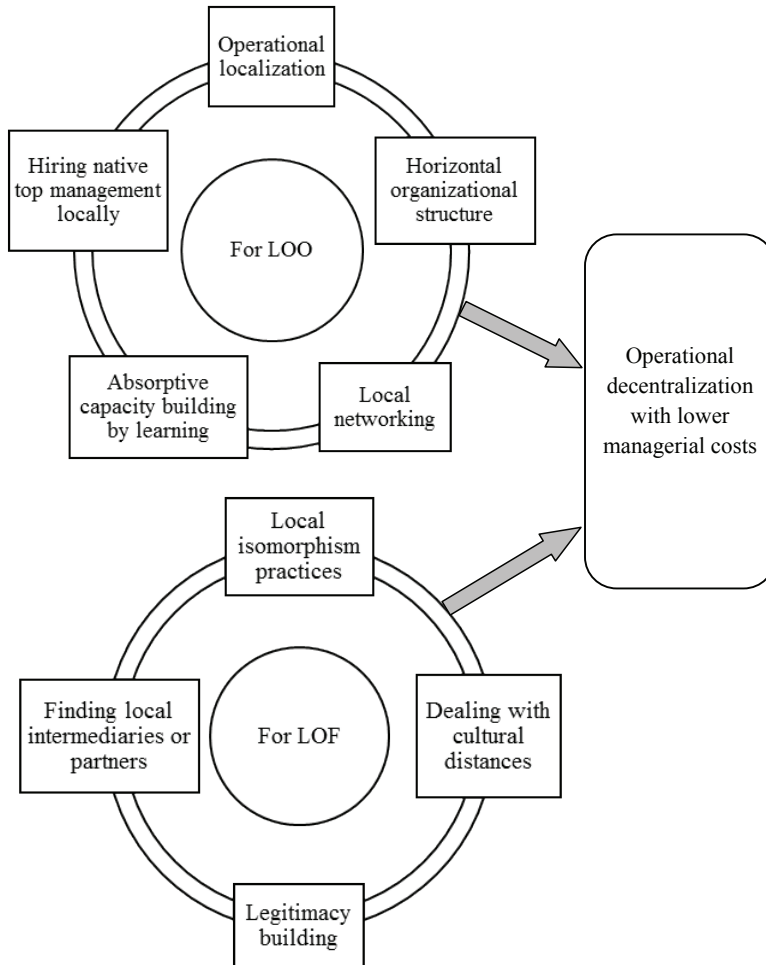 Operational
localization
Hiring native
top management
locally
Horizontal
organizational
structure
For LOO
Absorptive
capacity building
by learning
Local
networking
Operational
decentralization
with lower
managerial costs
Local
isomorphism
practices
Finding local
intermediaries or
partners
For LOF
Dealing with
cultural
distances
Legitimacy
building